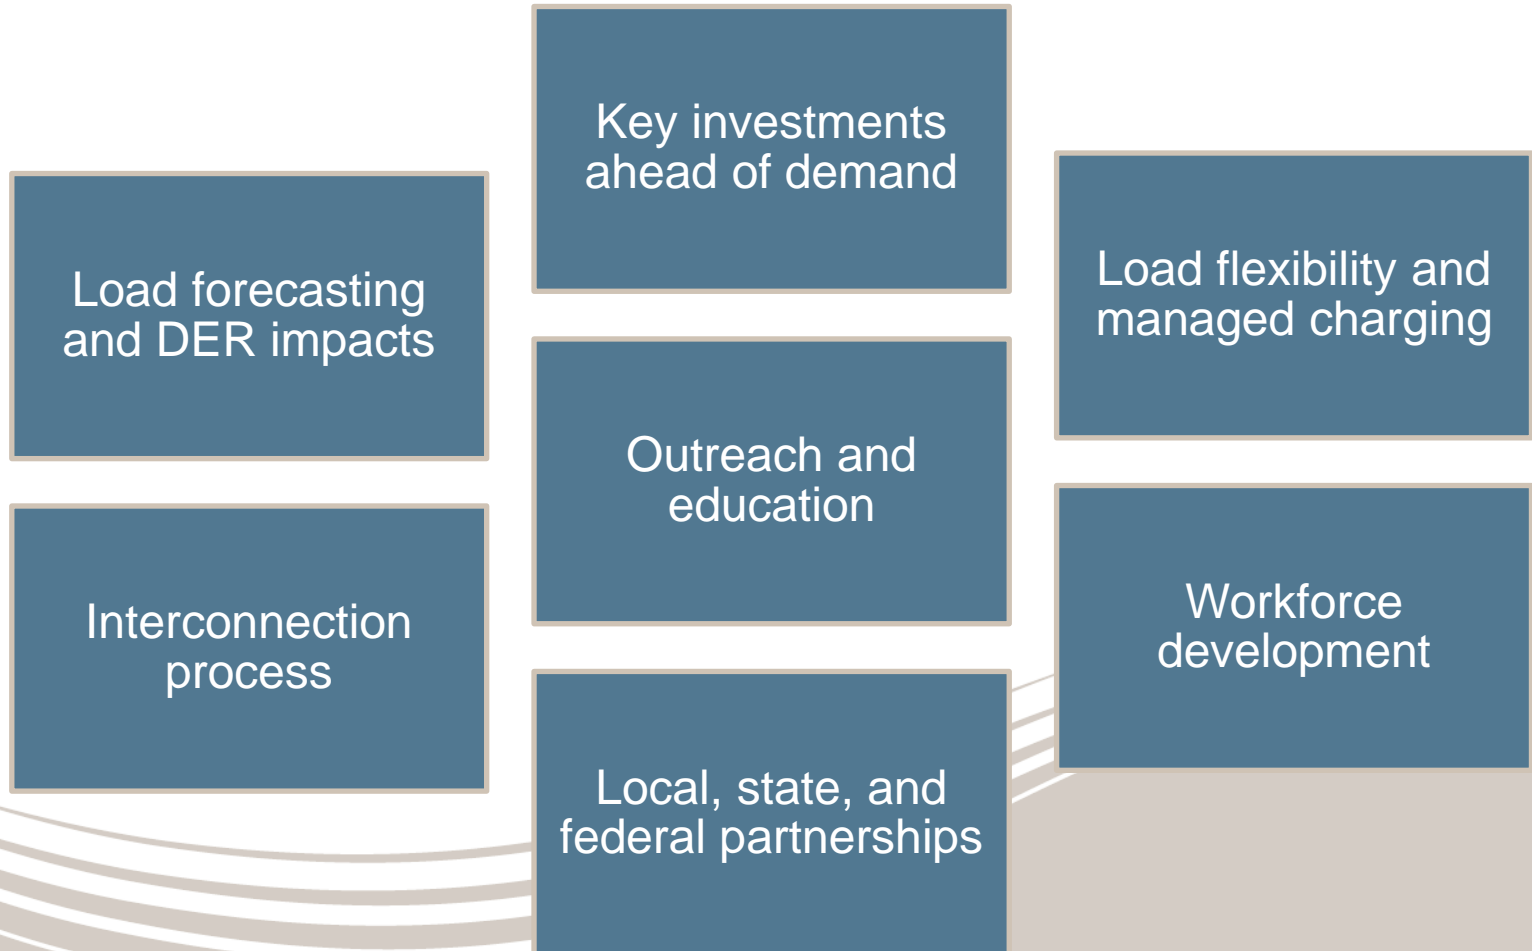 Key investments
ahead of demand
Load forecasting
and DER impacts
Load flexibility and
managed charging
Outreach and
education
Interconnection
process
Workforce
development
Local, state, and
federal partnerships